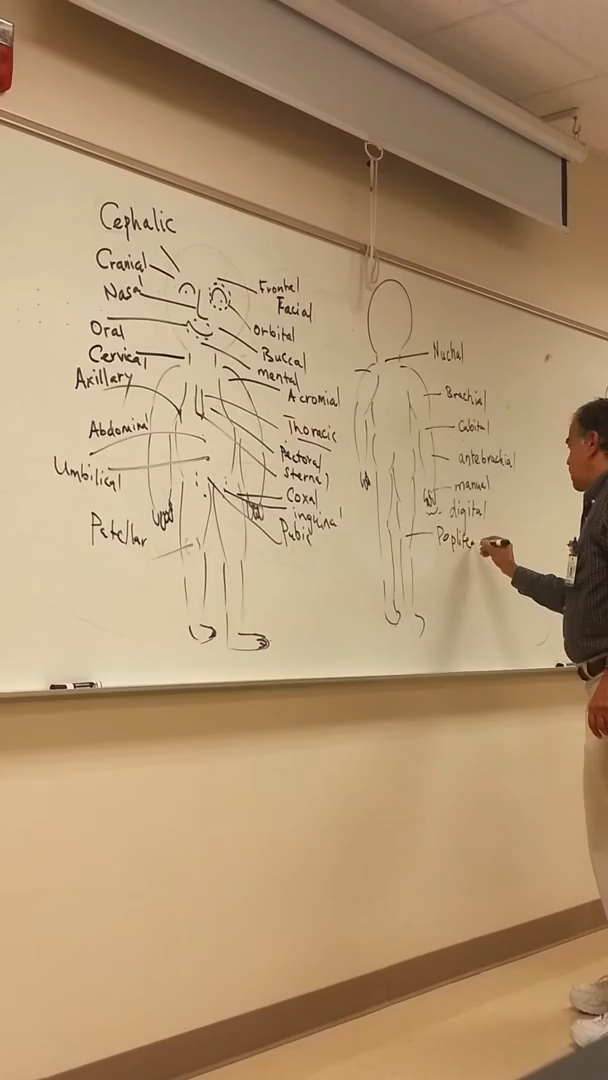 Cephalic
Cranial
Nasal
Oral
Cervical
Axillary
Abdominal
Umbilical
Patellar
Frontal
Facial
orbital
Buccal
mental
Acromial
Thoracic
Pectoral
Sternal
Coxal
inguinal
Pubic
Nuchal
Brachial
Cubital
antebrachial
manual
digital
Poplite